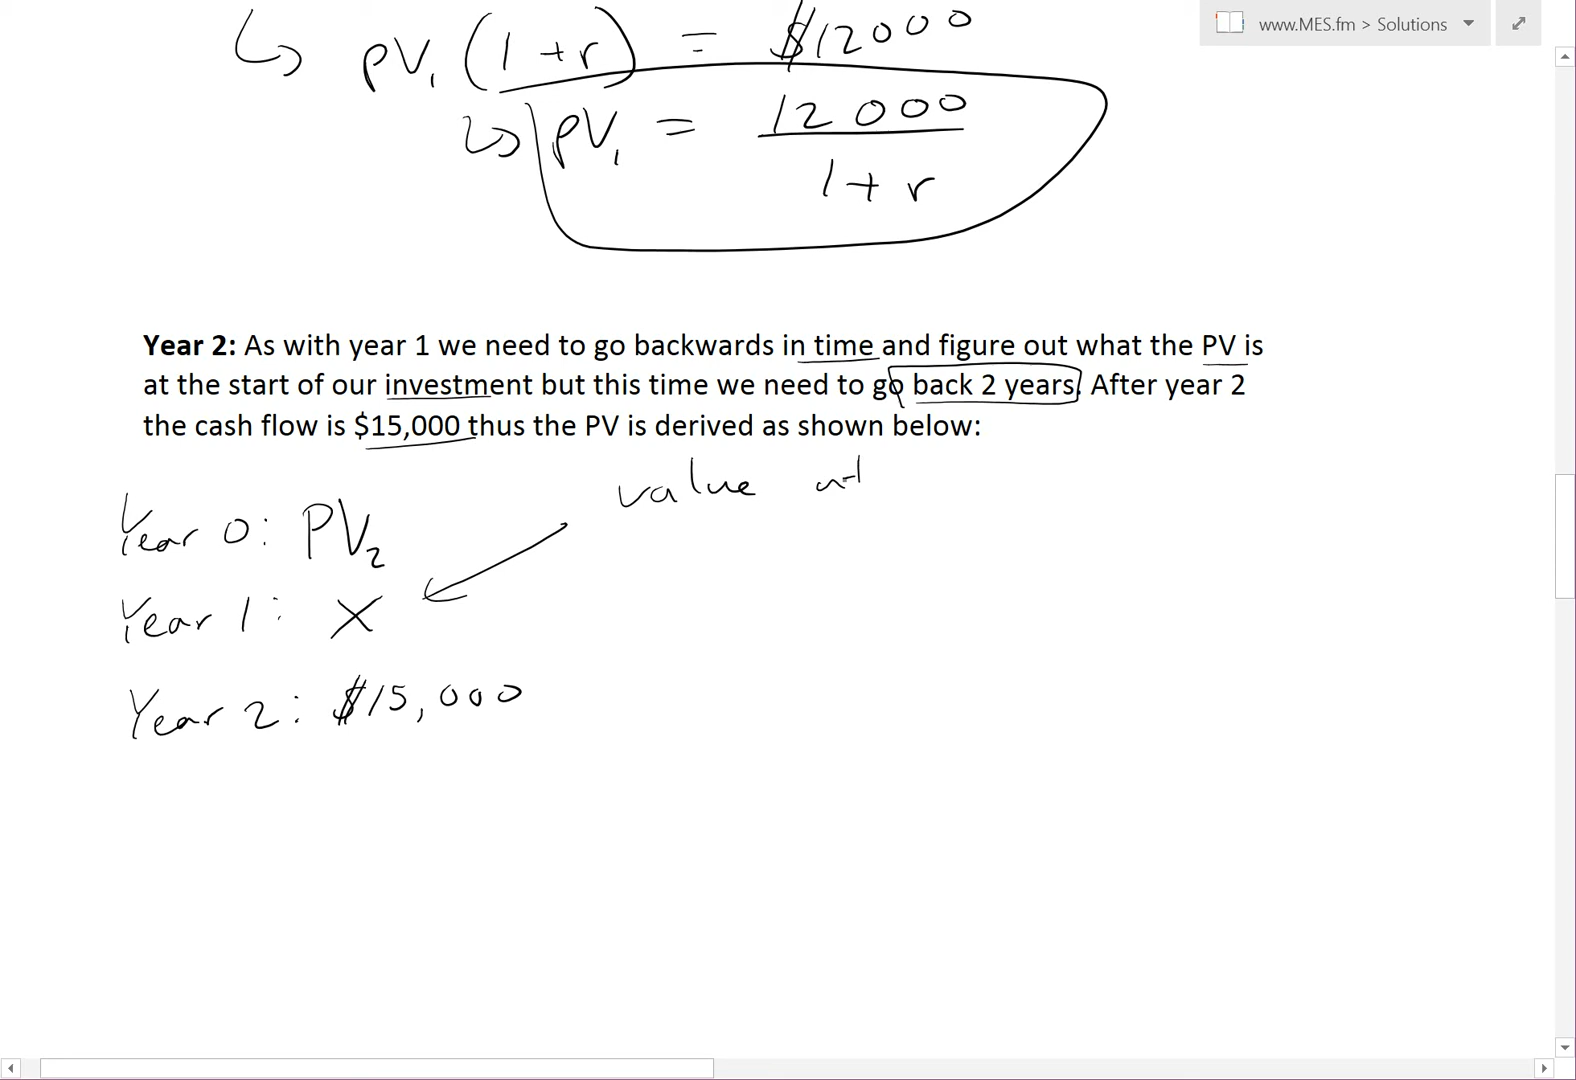 www.MES.fm > Solutions
↳ PV₁ (1 + r) = $12000
↳ PV₁ = 12000 / 1 + r
Year 2: As with year 1 we need to go backwards in time and figure out what the PV is
at the start of our investment but this time we need to go back 2 years. After year 2
the cash flow is $15,000 thus the PV is derived as shown below:
value at
Year 0: PV₂
Year 1: X
Year 2: $15,000